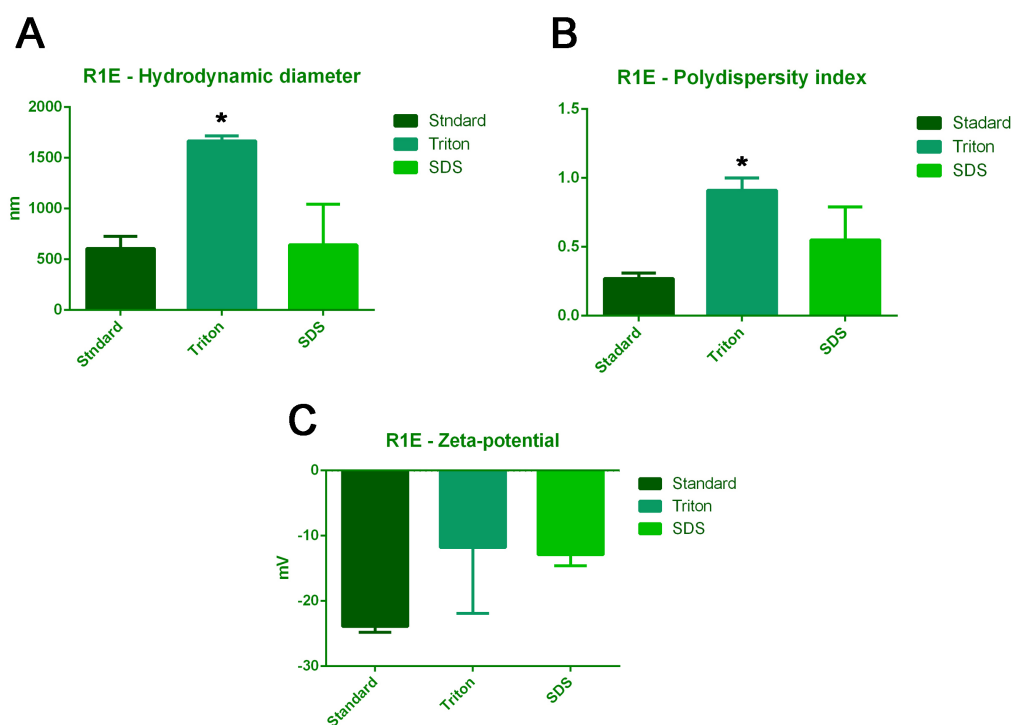 A
R1E - Hydrodynamic diameter
2000
1500
1000
500
0
nm
*
Stndard
Triton
SDS
Stndard
Triton
SDS
B
R1E - Polydispersity index
1.5
1.0
0.5
0.0
*
Stadard
Triton
SDS
Stadard
Triton
SDS
C
R1E - Zeta-potential
0
-10
-20
-30
mV
Standard
Triton
SDS
Standard
Triton
SDS